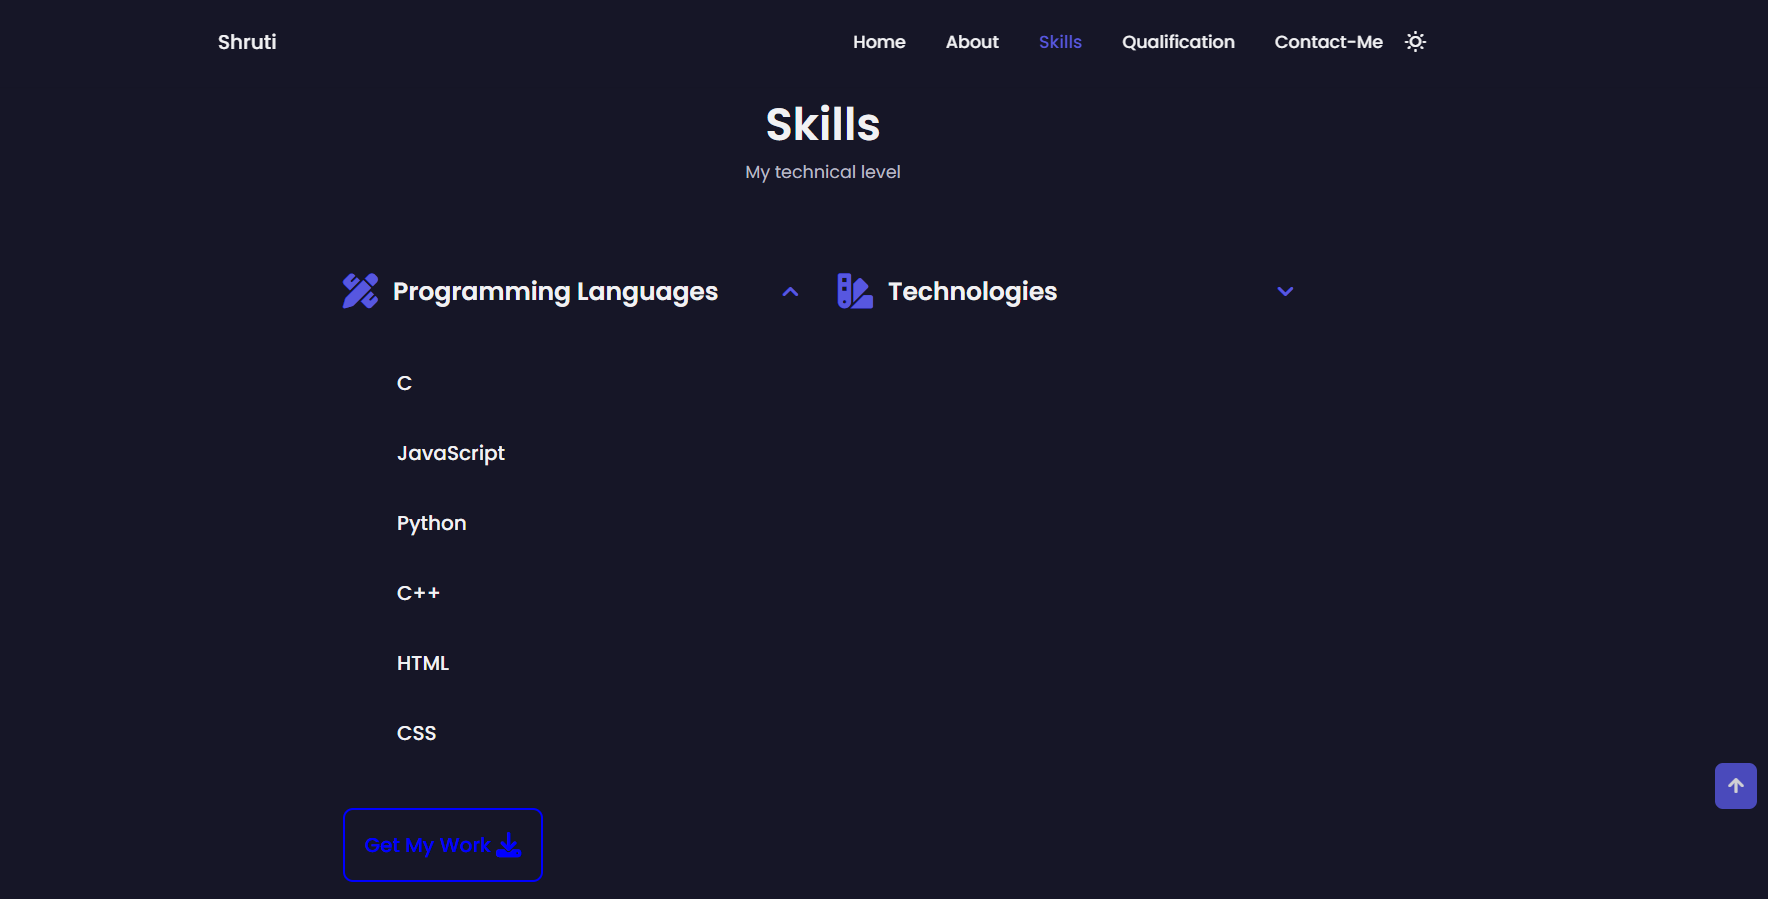 Shruti
Home About Skills Qualification Contact-Me
Skills
My technical level
Programming Languages
Technologies
C
JavaScript
Python
C++
HTML
CSS
Get My Work